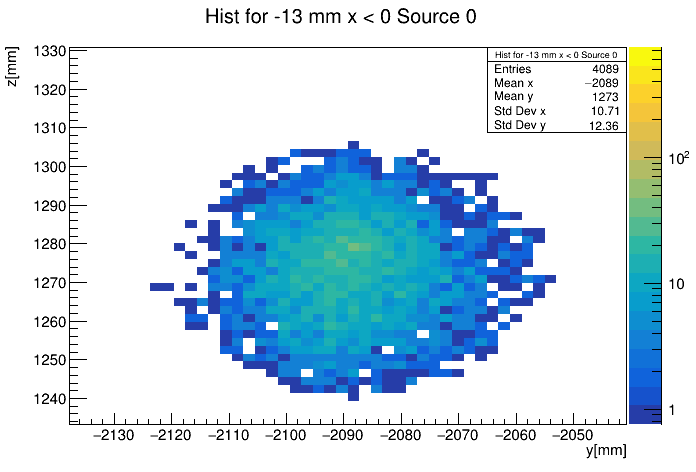 Hist for -13 mm x < 0 Source 0
z[mm]
1330
1320
1310
1300
1290
1280
1270
1260
1250
1240
Hist for -13 mm x < 0 Source 0
Entries 4089
Mean x −2089
Mean y 1273
Std Dev x 10.71
Std Dev y 12.36
10²
10
1
−2130 −2120 −2110 −2100 −2090 −2080 −2070 −2060 −2050
y[mm]